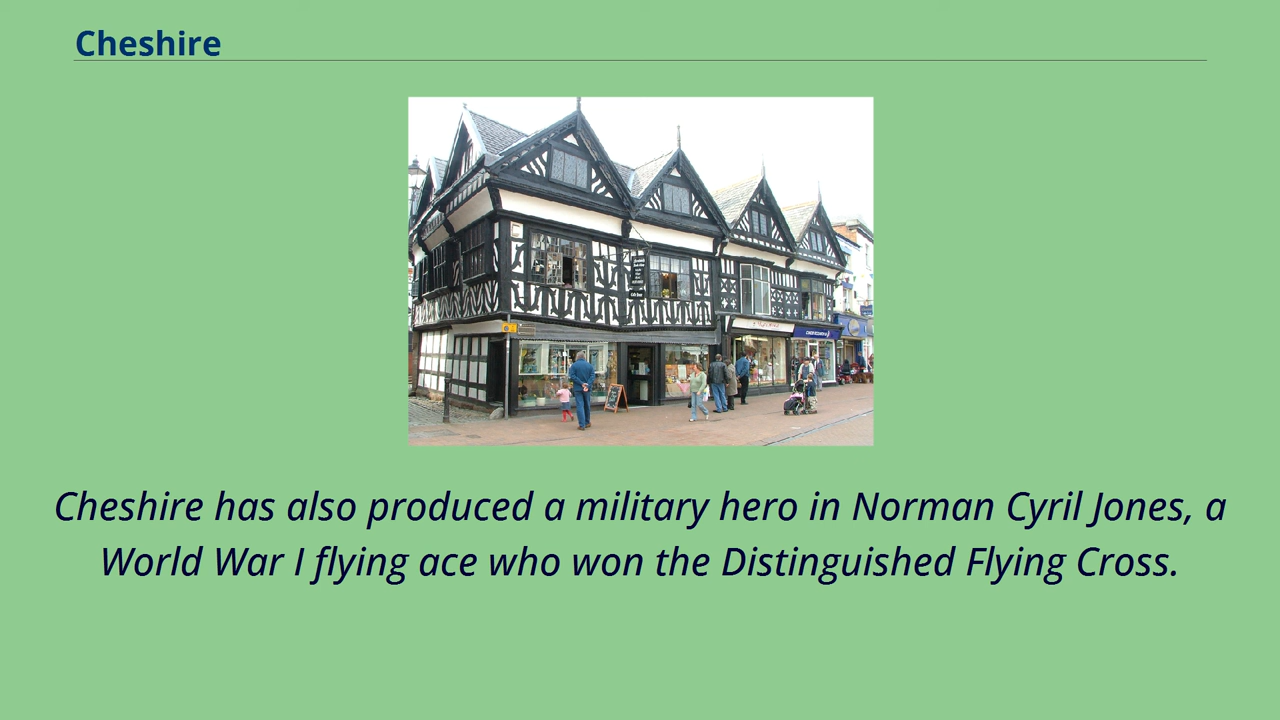 Cheshire
Cheshire has also produced a military hero in Norman Cyril Jones, a
World War I flying ace who won the Distinguished Flying Cross.